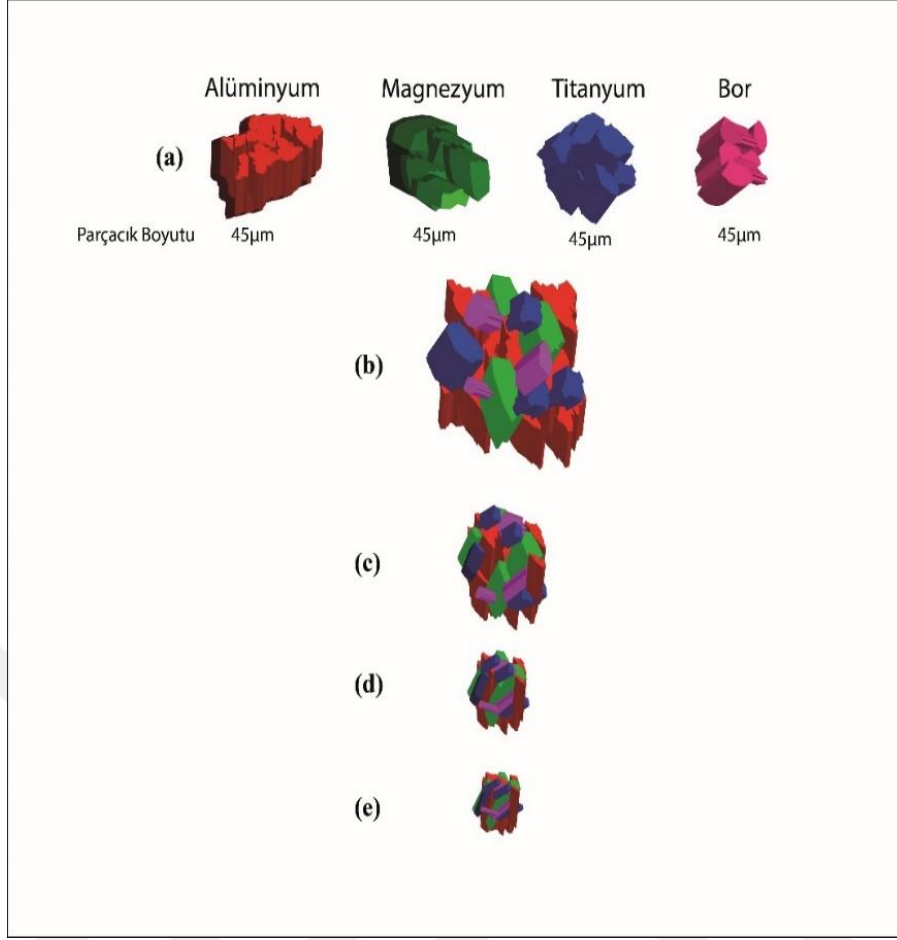 Alüminyum Magnezyum Titanyum Bor
(a)
Parçacık Boyutu 45µm 45µm 45µm 45µm
(b)
(c)
(d)
(e)